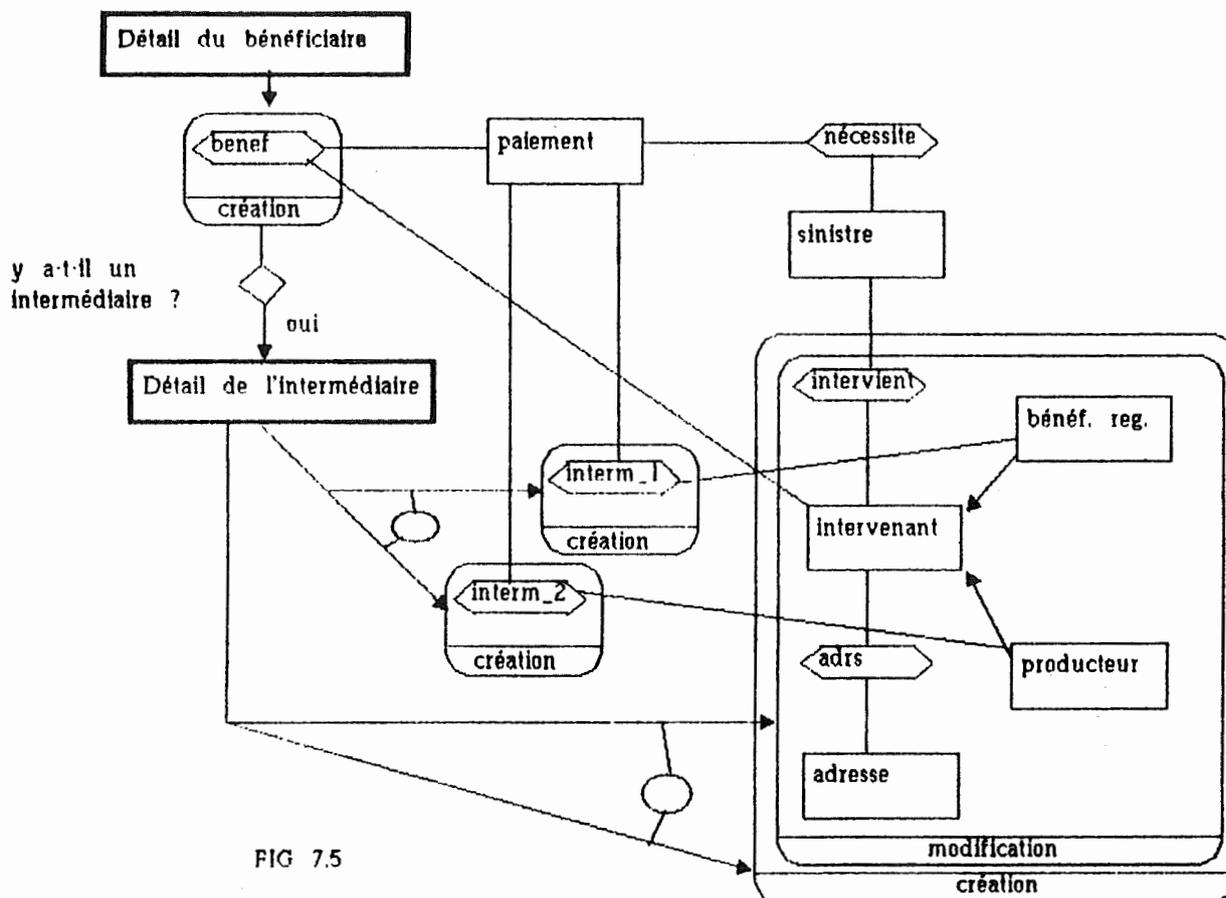 Détail du bénéficiaire
benef
création
paiement
nécessite
sinistre
y a-t-il un
intermédiaire ?
oui
Détail de l'intermédiaire
intervient
bénéf. reg.
interm_1
création
intervenant
interm_2
création
adrs
producteur
adresse
modification
création
FIG 7.5